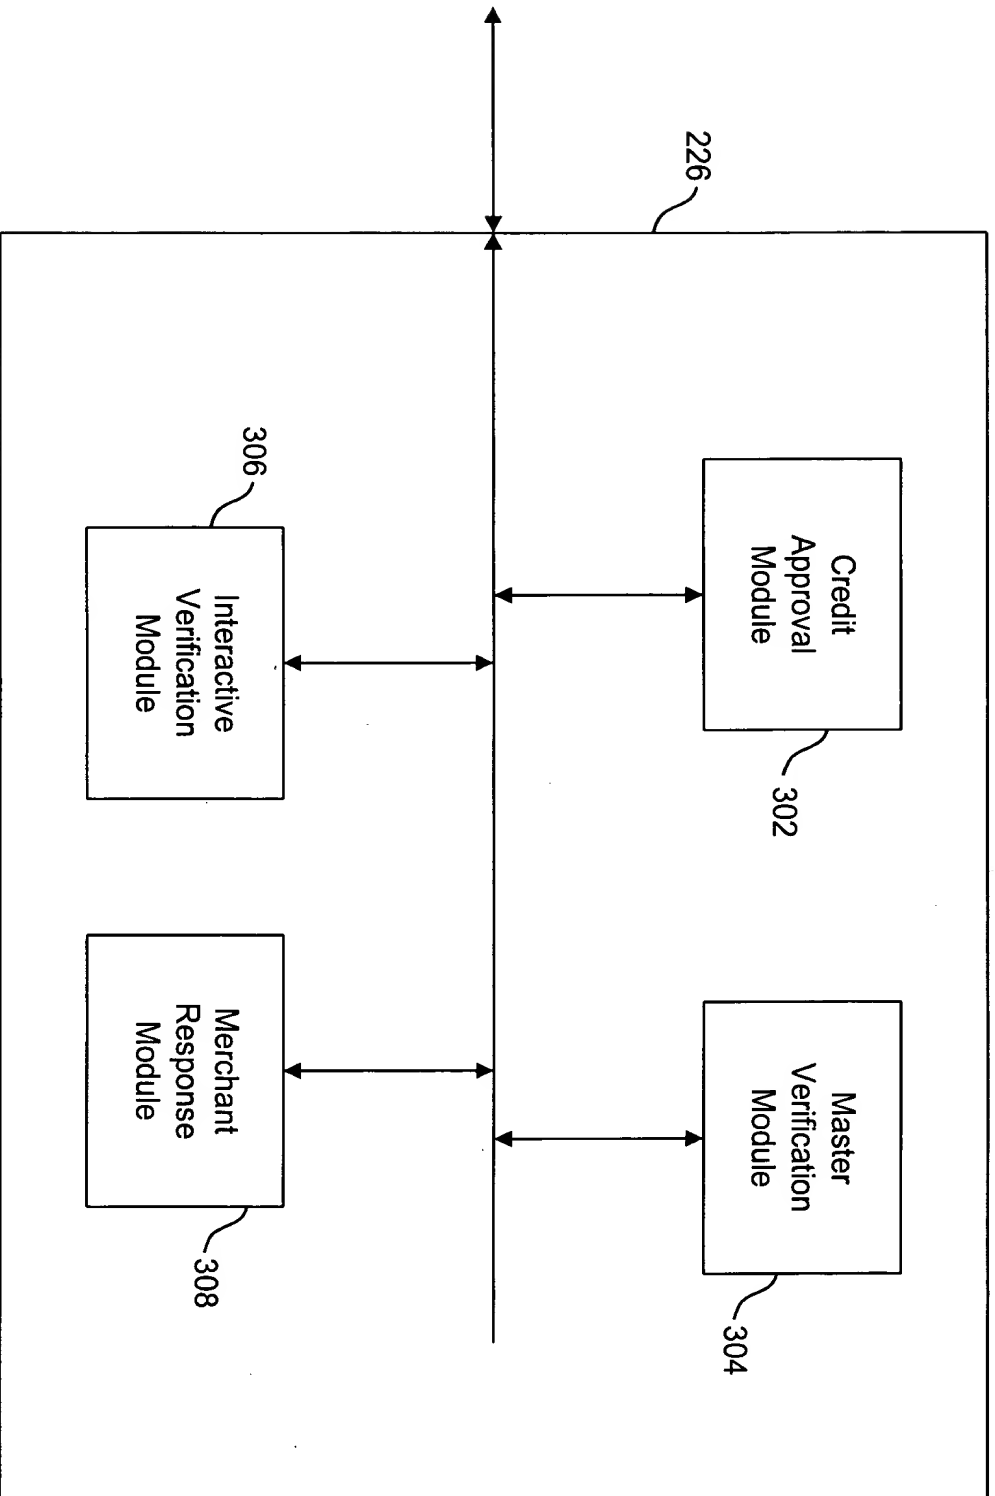 226
Credit
Approval
Module
302
Master
Verification
Module
304
306
Interactive
Verification
Module
Merchant
Response
Module
308